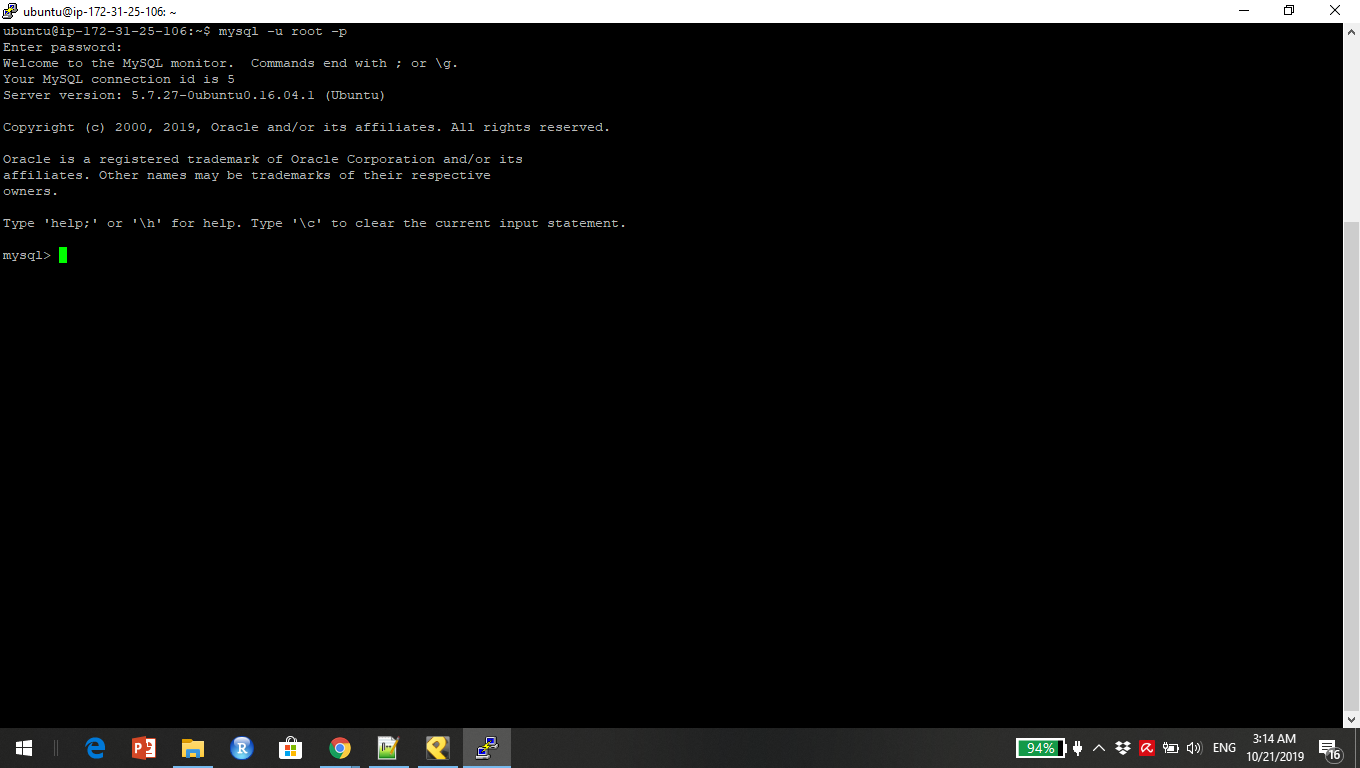 ubuntu@ip-172-31-25-106: ~
ubuntu@ip-172-31-25-106:~$ mysql -u root -p
Enter password:
Welcome to the MySQL monitor.  Commands end with ; or \g.
Your MySQL connection id is 5
Server version: 5.7.27-0ubuntu0.16.04.1 (Ubuntu)
Copyright (c) 2000, 2019, Oracle and/or its affiliates. All rights reserved.
Oracle is a registered trademark of Oracle Corporation and/or its
affiliates. Other names may be trademarks of their respective
owners.
Type 'help;' or '\h' for help. Type '\c' to clear the current input statement.
mysql>
94%
ENG
3:14 AM
10/21/2019
16